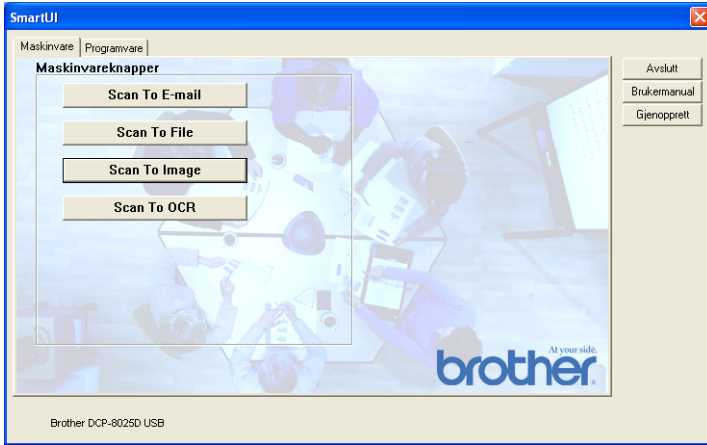 SmartUI
Maskinvare Programvare
Maskinvareknapper
Scan To E-mail
Scan To File
Scan To Image
Scan To OCR
Avslutt
Brukermanual
Gjenopprett
At your side.
brother.
Brother DCP-8025D USB